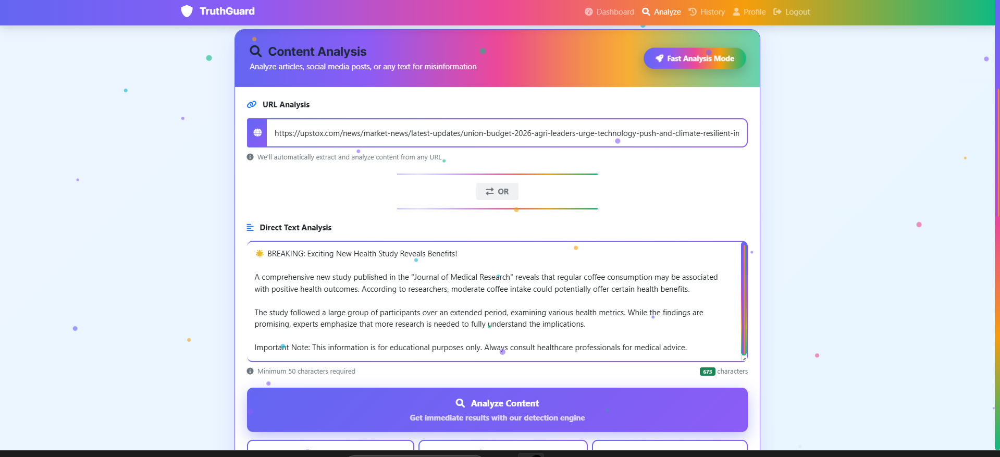 TruthGuard
Dashboard Analyze History Profile Logout
Content Analysis
Analyze articles, social media posts, or any text for misinformation
Fast Analysis Mode
URL Analysis
https://upstox.com/news/market-news/latest-updates/union-budget-2026-agri-leaders-urge-technology-push-and-climate-resilient-in
We'll automatically extract and analyze content from any URL
OR
Direct Text Analysis
🌟 BREAKING: Exciting New Health Study Reveals Benefits!
A comprehensive new study published in the "Journal of Medical Research" reveals that regular coffee consumption may be associated
with positive health outcomes. According to researchers, moderate coffee intake could potentially offer certain health benefits.
The study followed a large group of participants over an extended period, examining various health metrics. While the findings are
promising, experts emphasize that more research is needed to fully understand the implications.
Important Note: This information is for educational purposes only. Always consult healthcare professionals for medical advice.
Minimum 50 characters required
673 characters
Analyze Content
Get immediate results with our detection engine